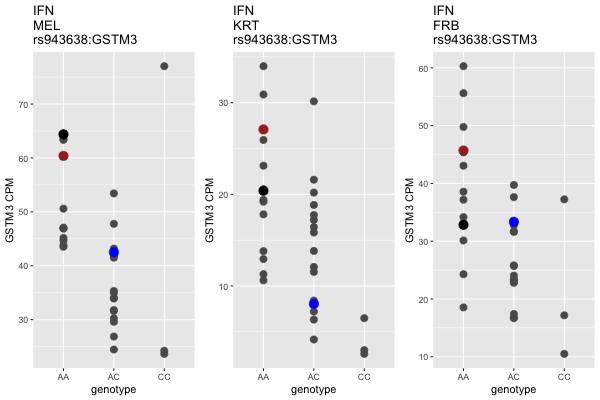 IFN
MEL
rs943638:GSTM3
GSTM3 CPM
70
60
50
40
30
AA AC CC
genotype
IFN
KRT
rs943638:GSTM3
GSTM3 CPM
30
20
10
AA AC CC
genotype
IFN
FRB
rs943638:GSTM3
GSTM3 CPM
60
50
40
30
20
10
AA AC CC
genotype